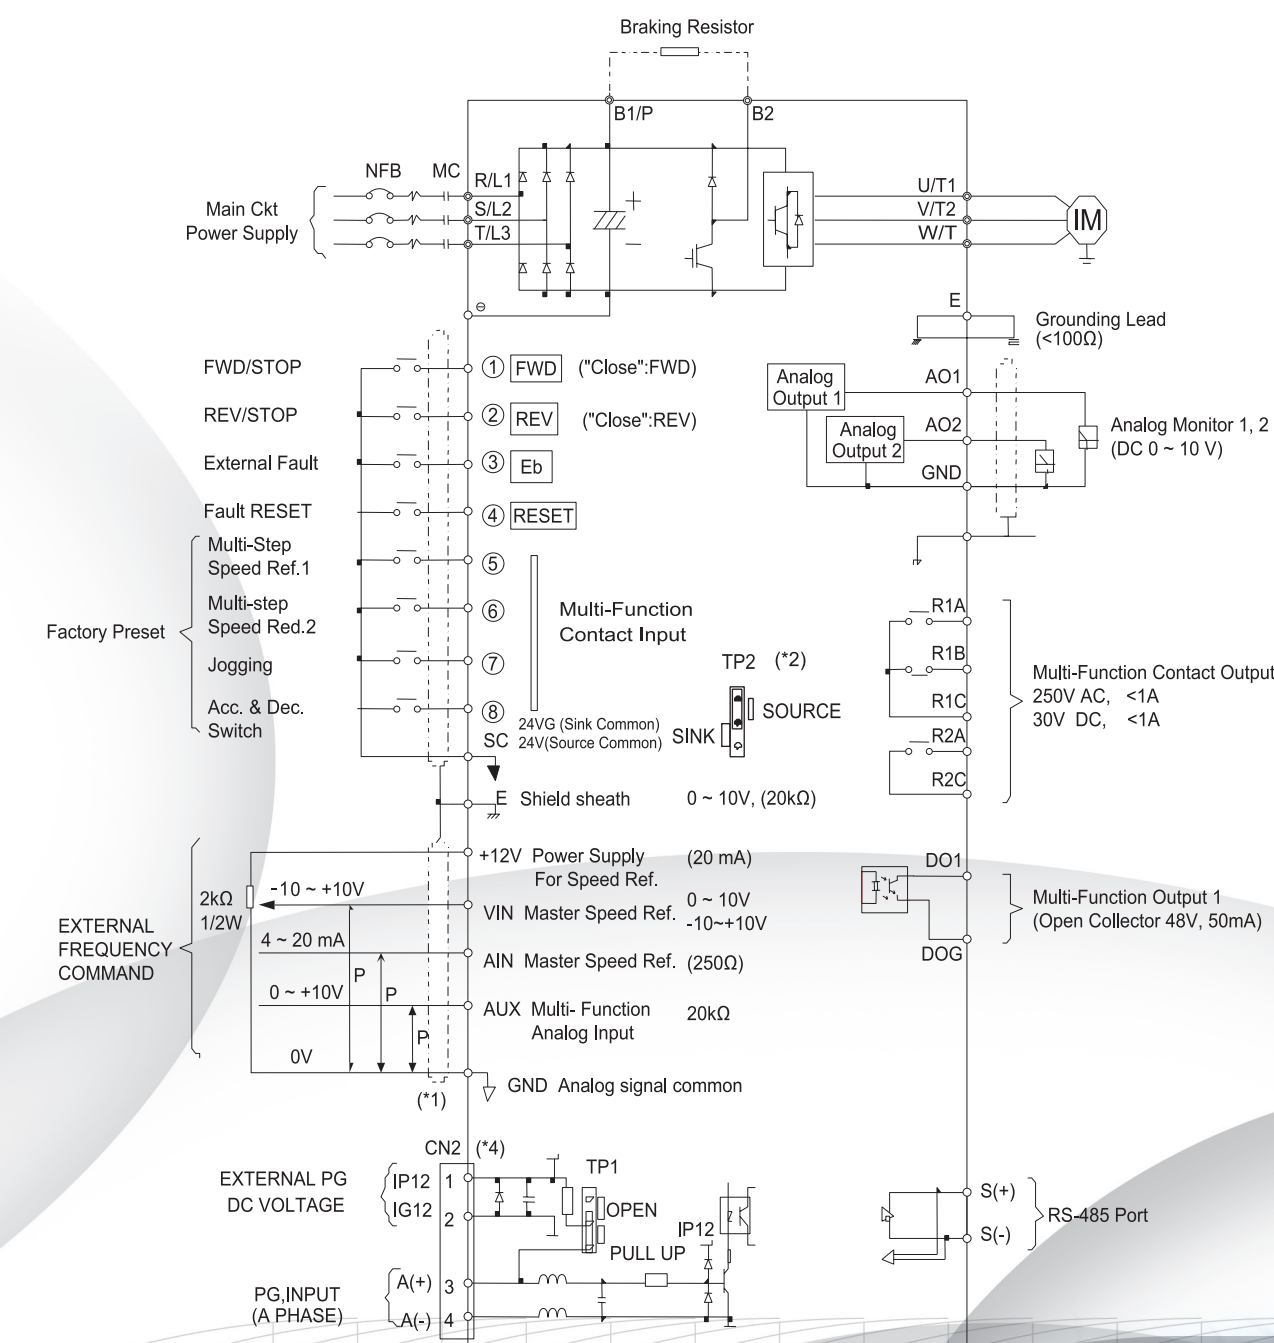 Braking Resistor
B1/P
B2
NFB
MC
R/L1
S/L2
T/L3
Main Ckt
Power Supply
+
−
⊖
U/T1
V/T2
W/T
IM
E
Grounding Lead
(<100Ω)
FWD/STOP
① FWD ("Close":FWD)
REV/STOP
② REV ("Close":REV)
External Fault
③ Eb
Fault RESET
④ RESET
Analog
Output 1
AO1
Analog
Output 2
AO2
GND
Analog Monitor 1, 2
(DC 0 ~ 10 V)
Factory Preset
Multi-Step
Speed Ref.1
⑤
Multi-step
Speed Red.2
⑥
Jogging
⑦
Acc. & Dec.
Switch
⑧
Multi-Function
Contact Input
TP2 (*2)
SOURCE
SINK
SC
24VG (Sink Common)
24V(Source Common)
E Shield sheath 0 ~ 10V, (20kΩ)
R1A
R1B
R1C
R2A
R2C
Multi-Function Contact Output
250V AC, <1A
30V DC, <1A
EXTERNAL
FREQUENCY
COMMAND
2kΩ
1/2W
-10 ~ +10V
4 ~ 20 mA
0 ~ +10V
0V
P
P
P
(*1)
+12V Power Supply (20 mA)
For Speed Ref.
VIN Master Speed Ref. 0 ~ 10V
-10~+10V
AIN Master Speed Ref. (250Ω)
AUX Multi- Function 20kΩ
Analog Input
GND Analog signal common
DO1
DOG
Multi-Function Output 1
(Open Collector 48V, 50mA)
CN2 (*4)
EXTERNAL PG
DC VOLTAGE
IP12 1
IG12 2
TP1
OPEN
PULL UP
IP12
PG,INPUT
(A PHASE)
A(+) 3
A(-) 4
S(+)
S(-)
RS-485 Port